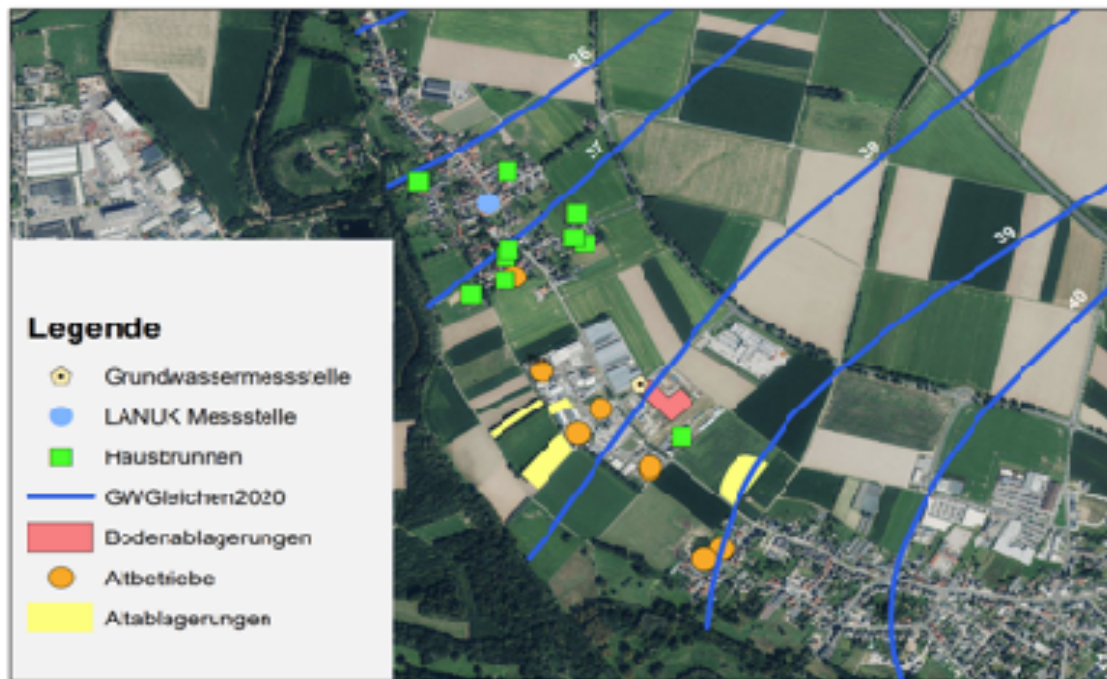 36
37
38
39
40
Legende
Grundwassermessstelle
LANUK Messstelle
Hausbrunnen
GWGleichen2020
Bodenablagerungen
Altbetriebe
Altablagerungen